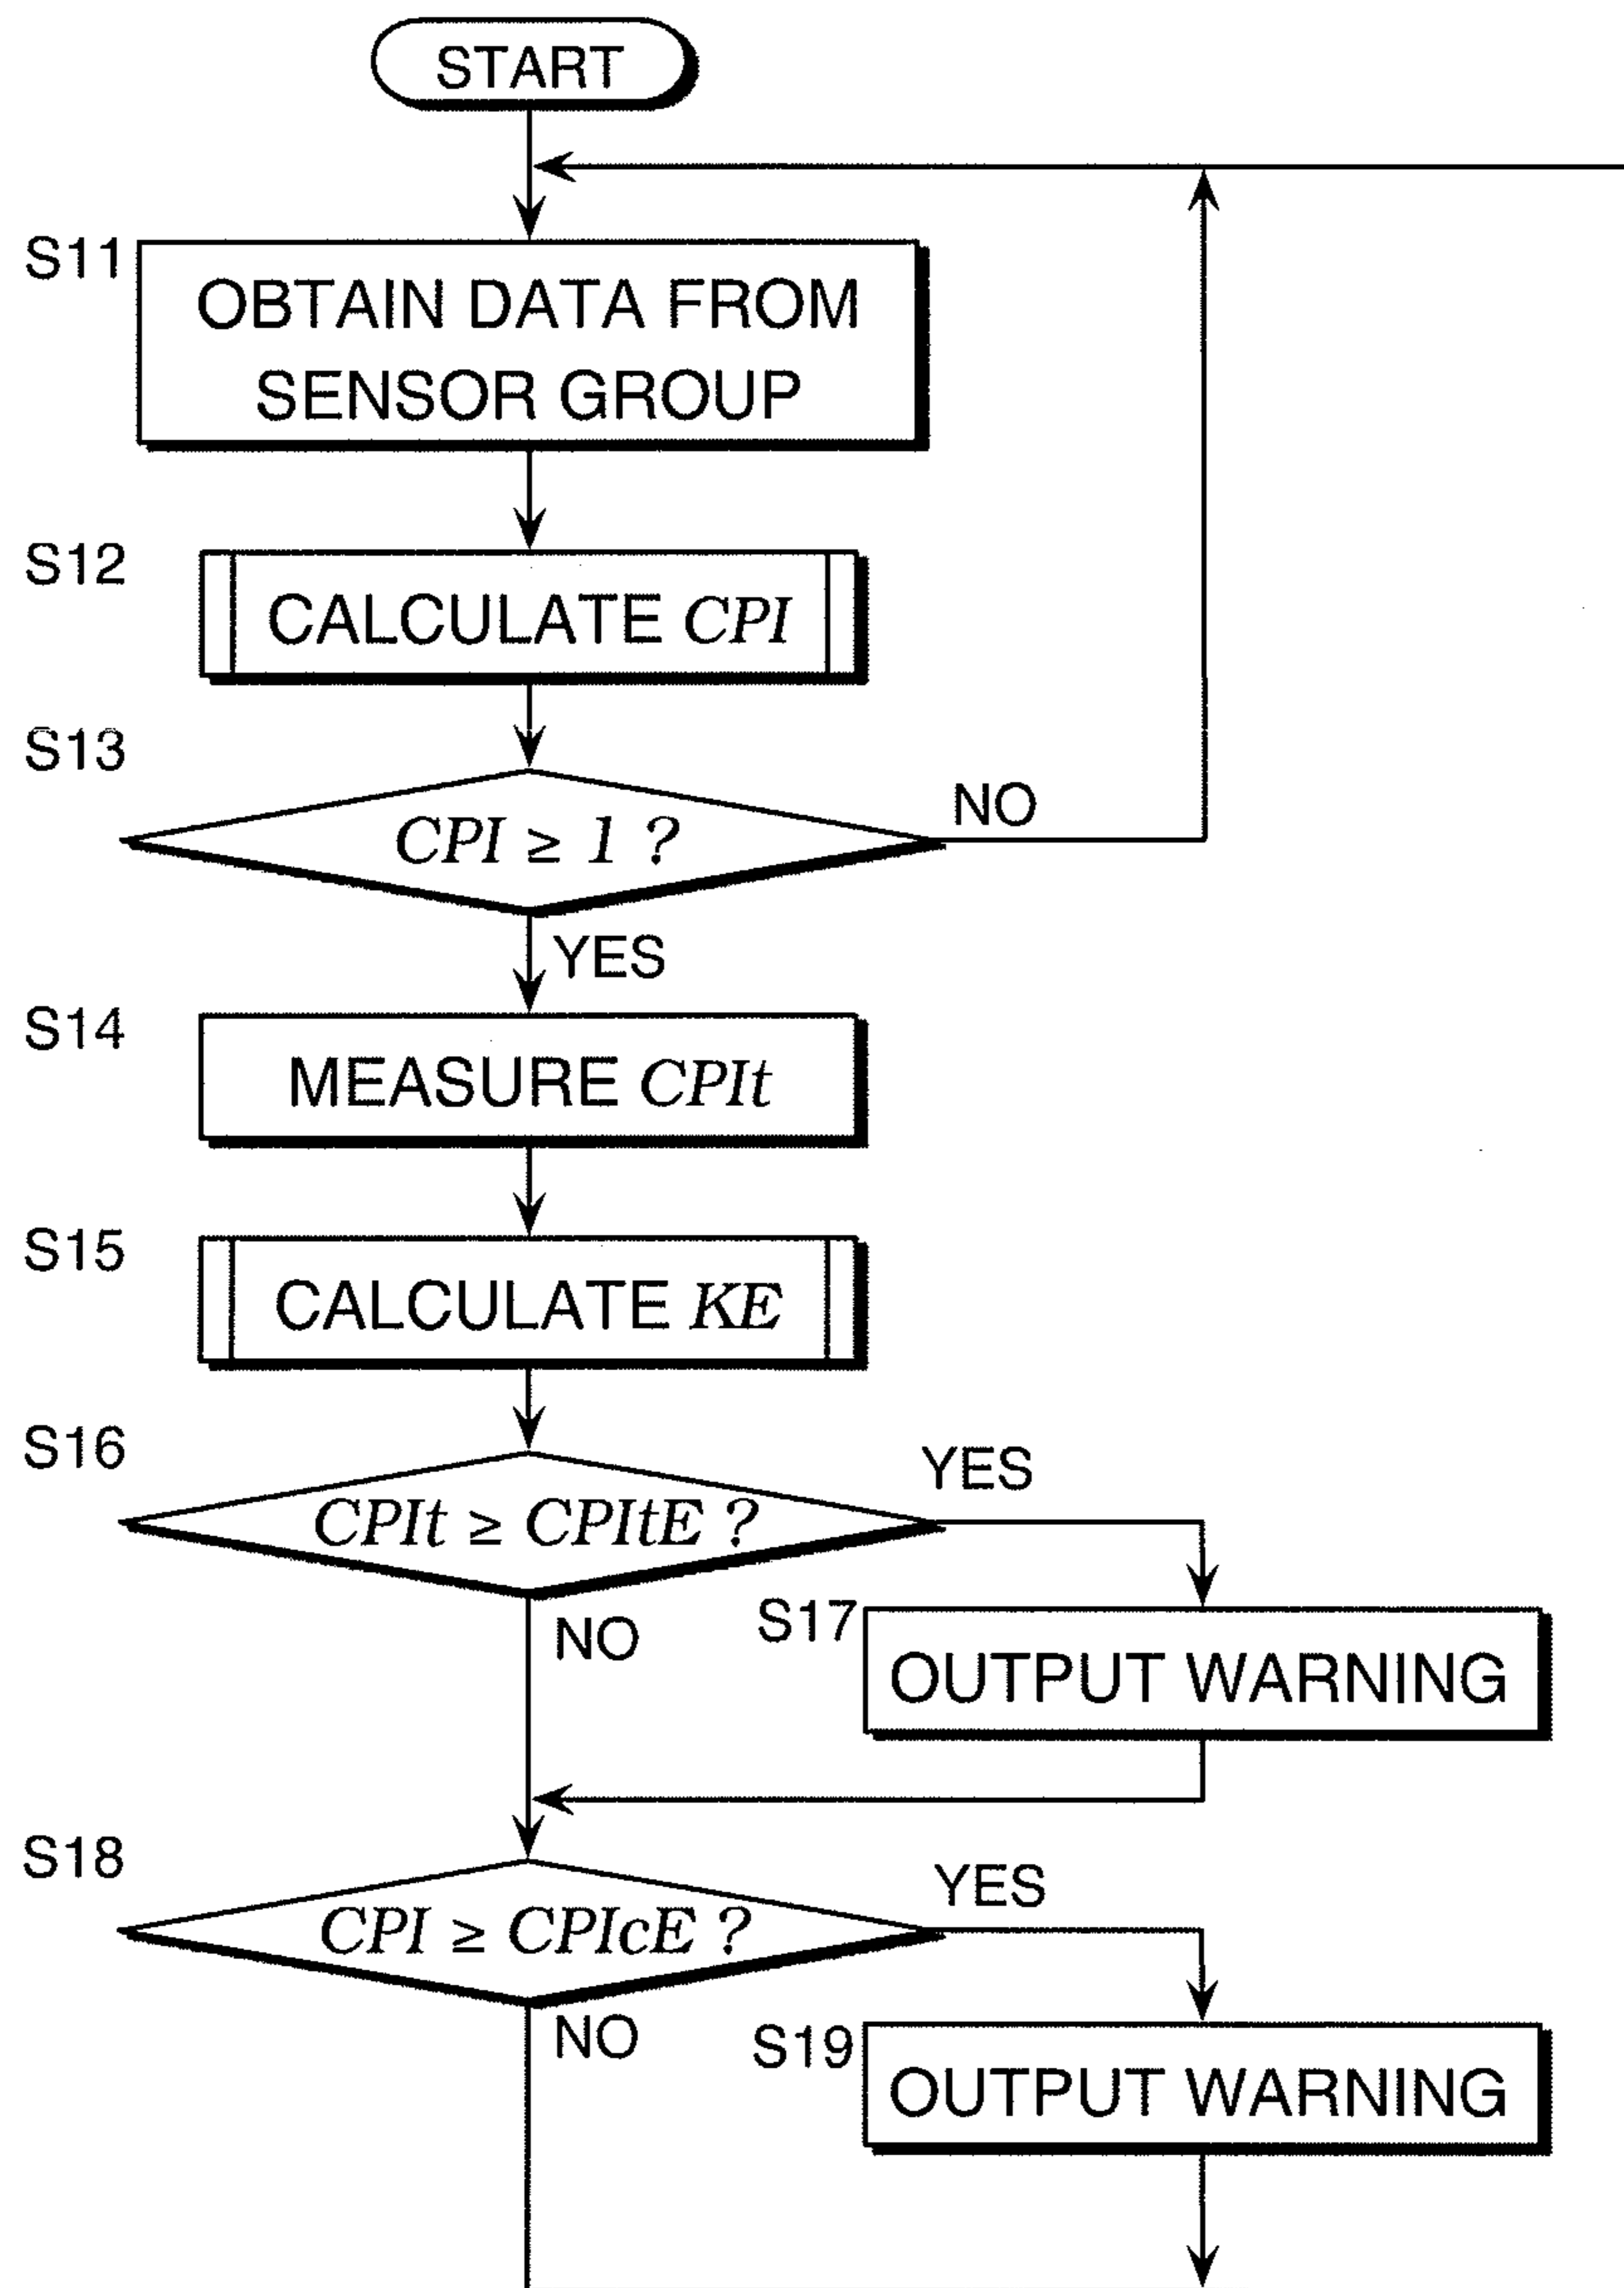 START
S11
OBTAIN DATA FROM
SENSOR GROUP
S12
CALCULATE CPI
S13
CPI ≥ 1 ?
NO
YES
S14
MEASURE CPIt
S15
CALCULATE KE
S16
CPIt ≥ CPItE ?
YES
NO
S17
OUTPUT WARNING
S18
CPI ≥ CPIcE ?
YES
NO
S19
OUTPUT WARNING